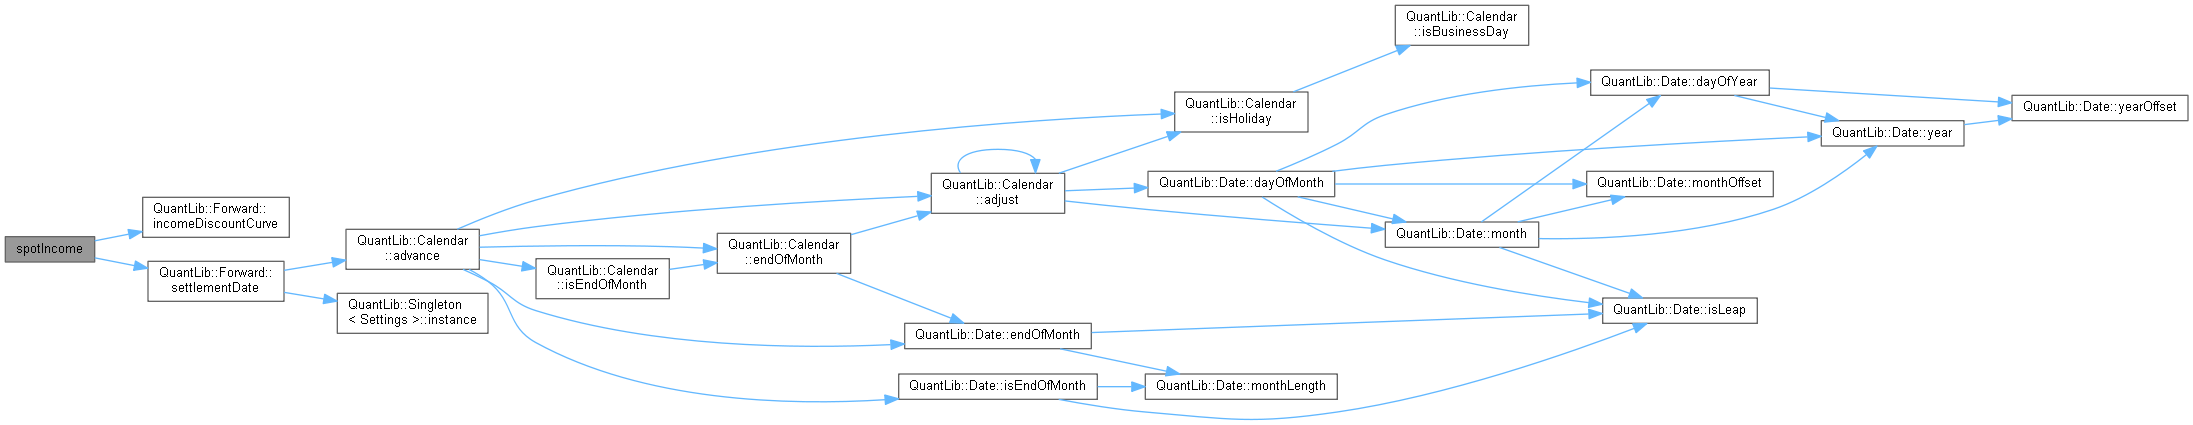 spotIncome
QuantLib::Forward::
incomeDiscountCurve
QuantLib::Forward::
settlementDate
QuantLib::Calendar
::advance
QuantLib::Singleton
< Settings >::instance
QuantLib::Calendar
::isEndOfMonth
QuantLib::Calendar
::endOfMonth
QuantLib::Calendar
::adjust
QuantLib::Date::endOfMonth
QuantLib::Date::isEndOfMonth
QuantLib::Calendar
::isHoliday
QuantLib::Date::dayOfMonth
QuantLib::Date::monthLength
QuantLib::Calendar
::isBusinessDay
QuantLib::Date::month
QuantLib::Date::dayOfYear
QuantLib::Date::monthOffset
QuantLib::Date::isLeap
QuantLib::Date::year
QuantLib::Date::yearOffset